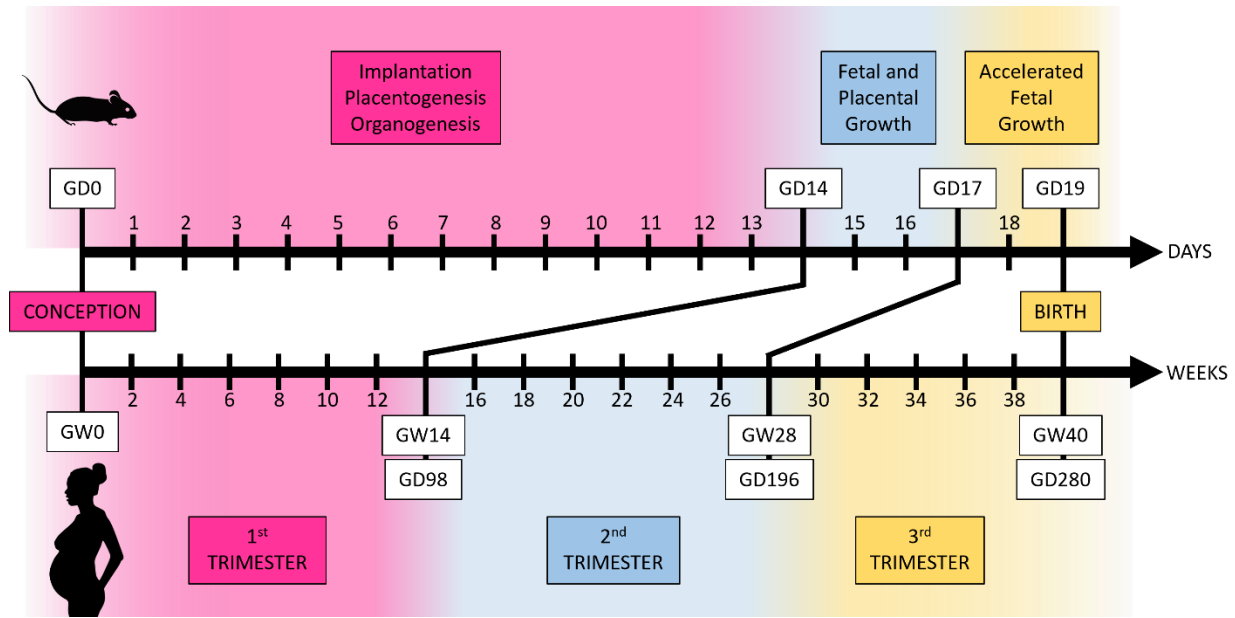 Implantation
Placentogenesis
Organogenesis
Fetal and
Placental
Growth
Accelerated
Fetal
Growth
GD0
GD14
GD17
GD19
1 2 3 4 5 6 7 8 9 10 11 12 13 15 16 18
DAYS
CONCEPTION
BIRTH
WEEKS
2 4 6 8 10 12 16 18 20 22 24 26 30 32 34 36 38
GW0
GW14
GW28
GW40
GD98
GD196
GD280
1st
TRIMESTER
2nd
TRIMESTER
3rd
TRIMESTER